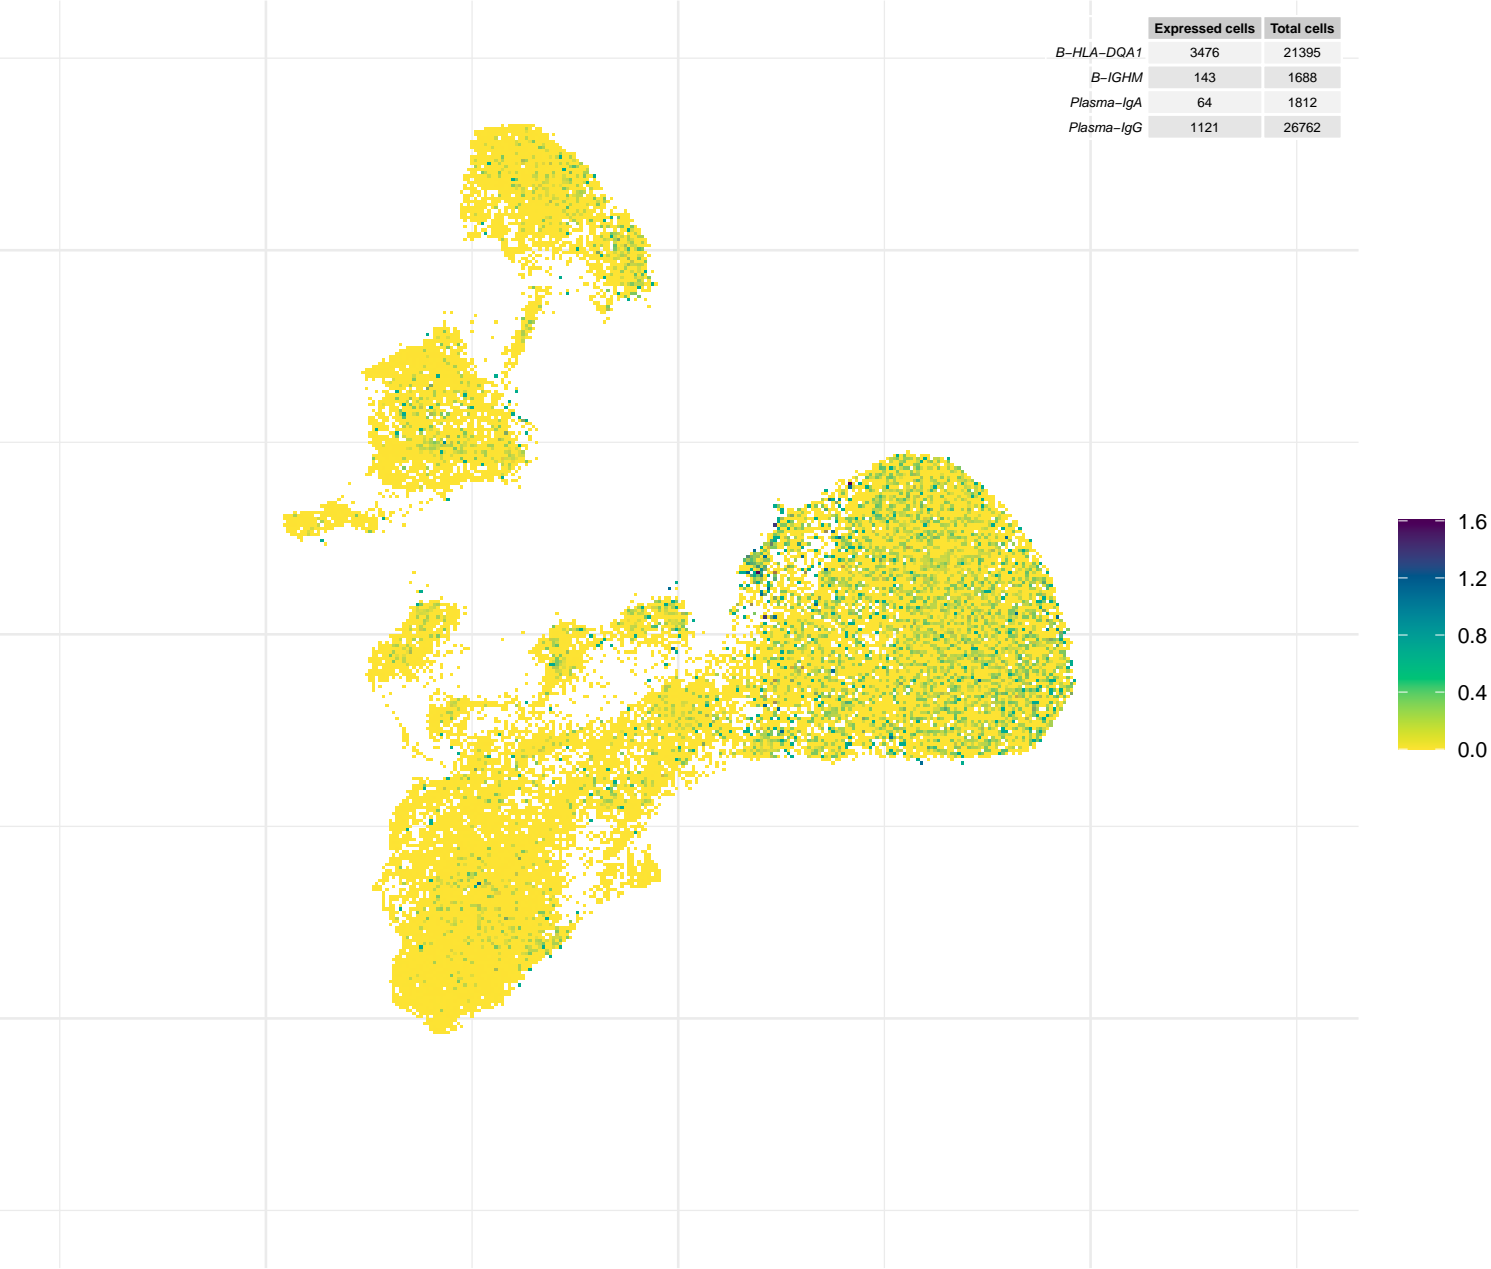 Expressed cells Total cells
B−HLA−DQA1 3476 21395
B−IGHM 143 1688
Plasma−IgA 64 1812
Plasma−IgG 1121 26762
1.6
1.2
0.8
0.4
0.0